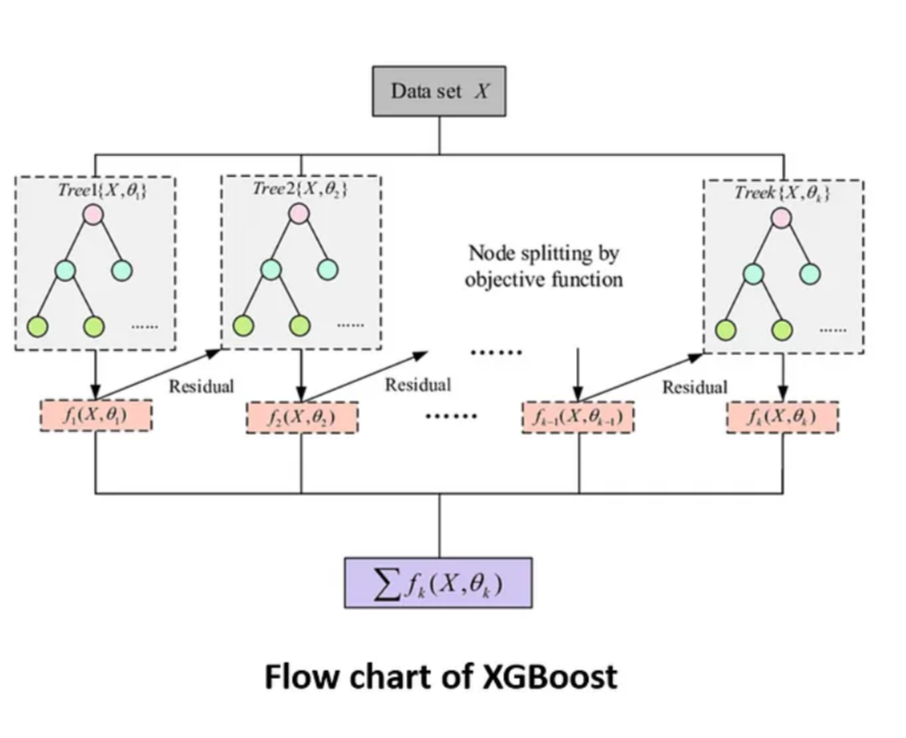 Data set X
Tree1{X,θ₁}
Tree2{X,θ₂}
Treek{X,θₖ}
Node splitting by
objective function
......
......
......
......
Residual
Residual
Residual
f₁(X,θ₁)
f₂(X,θ₂)
......
fₖ₋₁(X,θₖ₋₁)
fₖ(X,θₖ)
∑fₖ(X,θₖ)
Flow chart of XGBoost